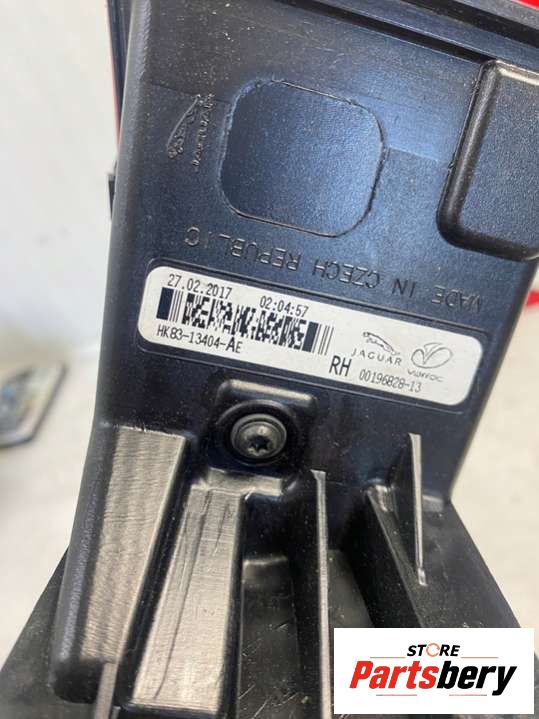 JAGUAR
MADE IN CZECH REPUBLIC
27.02.2017 02:04:57
HK83-13404-AE
RH
JAGUAR
VARROC
00196828-13
STORE
Partsbery